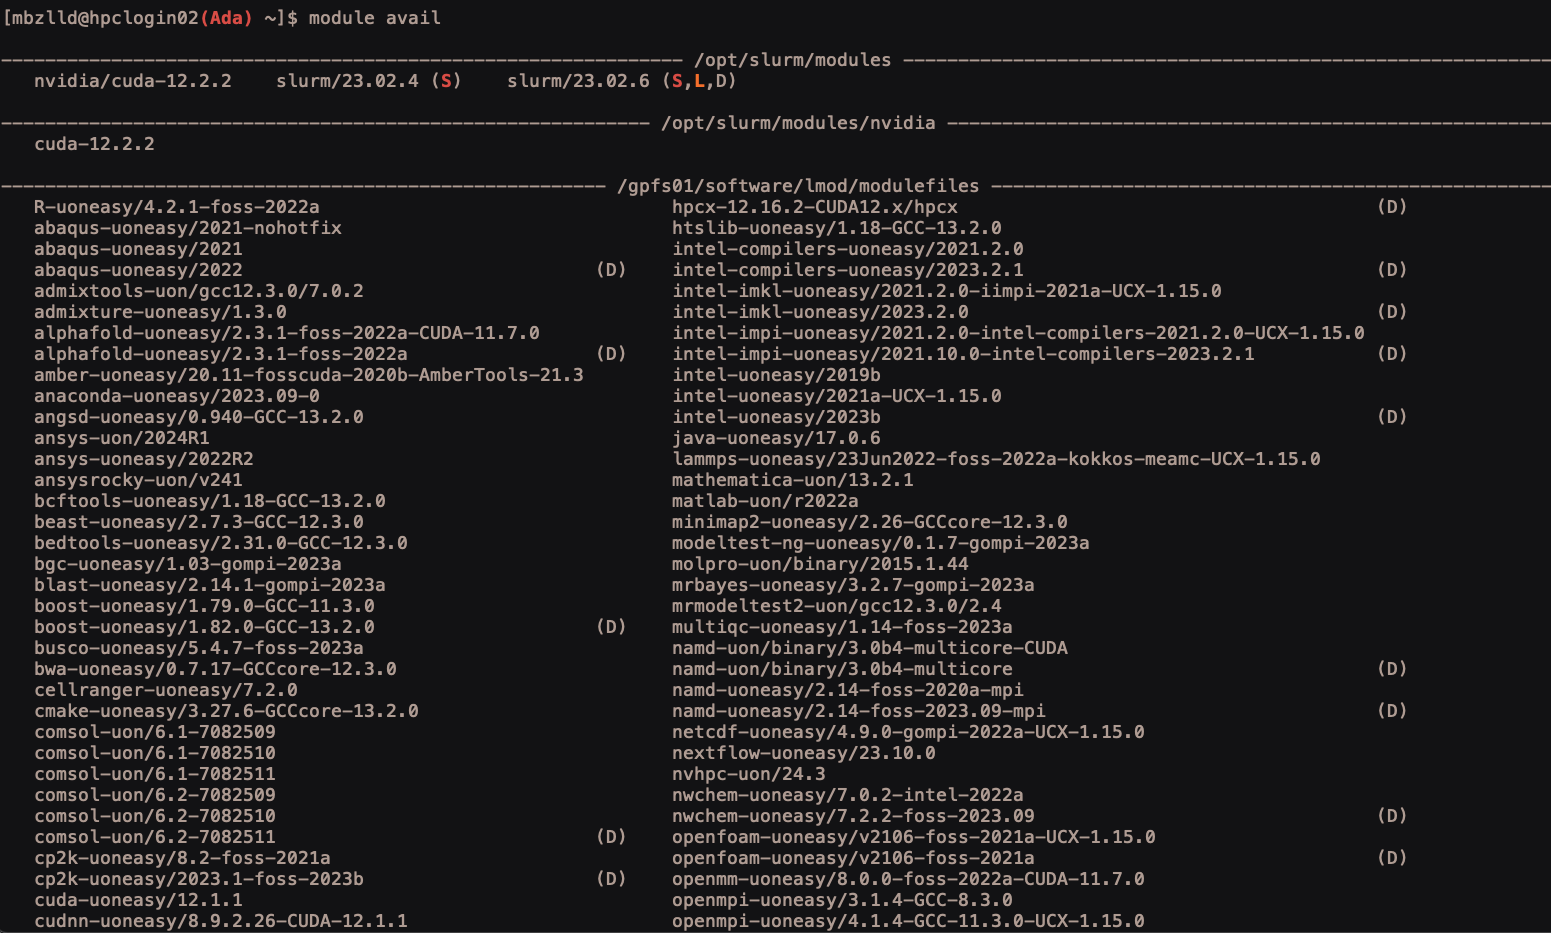 [mbzlld@hpclogin02(Ada) ~]$ module avail
---------------------------------------------------------------- /opt/slurm/modules -----------------------------------------------------------
nvidia/cuda-12.2.2    slurm/23.02.4 (S)    slurm/23.02.6 (S,L,D)
------------------------------------------------------------- /opt/slurm/modules/nvidia -------------------------------------------------------
cuda-12.2.2
--------------------------------------------------------- /gpfs01/software/lmod/modulefiles ---------------------------------------------------
R-uoneasy/4.2.1-foss-2022a hpcx-12.16.2-CUDA12.x/hpcx (D)
abaqus-uoneasy/2021-nohotfix htslib-uoneasy/1.18-GCC-13.2.0
abaqus-uoneasy/2021 intel-compilers-uoneasy/2021.2.0
abaqus-uoneasy/2022 (D) intel-compilers-uoneasy/2023.2.1 (D)
admixtools-uon/gcc12.3.0/7.0.2 intel-imkl-uoneasy/2021.2.0-iimpi-2021a-UCX-1.15.0
admixture-uoneasy/1.3.0 intel-imkl-uoneasy/2023.2.0 (D)
alphafold-uoneasy/2.3.1-foss-2022a-CUDA-11.7.0 intel-impi-uoneasy/2021.2.0-intel-compilers-2021.2.0-UCX-1.15.0
alphafold-uoneasy/2.3.1-foss-2022a (D) intel-impi-uoneasy/2021.10.0-intel-compilers-2023.2.1 (D)
amber-uoneasy/20.11-fosscuda-2020b-AmberTools-21.3 intel-uoneasy/2019b
anaconda-uoneasy/2023.09-0 intel-uoneasy/2021a-UCX-1.15.0
angsd-uoneasy/0.940-GCC-13.2.0 intel-uoneasy/2023b (D)
ansys-uon/2024R1 java-uoneasy/17.0.6
ansys-uoneasy/2022R2 lammps-uoneasy/23Jun2022-foss-2022a-kokkos-meamc-UCX-1.15.0
ansysrocky-uon/v241 mathematica-uon/13.2.1
bcftools-uoneasy/1.18-GCC-13.2.0 matlab-uon/r2022a
beast-uoneasy/2.7.3-GCC-12.3.0 minimap2-uoneasy/2.26-GCCcore-12.3.0
bedtools-uoneasy/2.31.0-GCC-12.3.0 modeltest-ng-uoneasy/0.1.7-gompi-2023a
bgc-uoneasy/1.03-gompi-2023a molpro-uon/binary/2015.1.44
blast-uoneasy/2.14.1-gompi-2023a mrbayes-uoneasy/3.2.7-gompi-2023a
boost-uoneasy/1.79.0-GCC-11.3.0 mrmodeltest2-uon/gcc12.3.0/2.4
boost-uoneasy/1.82.0-GCC-13.2.0 (D) multiqc-uoneasy/1.14-foss-2023a
busco-uoneasy/5.4.7-foss-2023a namd-uon/binary/3.0b4-multicore-CUDA
bwa-uoneasy/0.7.17-GCCcore-12.3.0 namd-uon/binary/3.0b4-multicore (D)
cellranger-uoneasy/7.2.0 namd-uoneasy/2.14-foss-2020a-mpi
cmake-uoneasy/3.27.6-GCCcore-13.2.0 namd-uoneasy/2.14-foss-2023.09-mpi (D)
comsol-uon/6.1-7082509 netcdf-uoneasy/4.9.0-gompi-2022a-UCX-1.15.0
comsol-uon/6.1-7082510 nextflow-uoneasy/23.10.0
comsol-uon/6.1-7082511 nvhpc-uon/24.3
comsol-uon/6.2-7082509 nwchem-uoneasy/7.0.2-intel-2022a
comsol-uon/6.2-7082510 nwchem-uoneasy/7.2.2-foss-2023.09 (D)
comsol-uon/6.2-7082511 (D) openfoam-uoneasy/v2106-foss-2021a-UCX-1.15.0
cp2k-uoneasy/8.2-foss-2021a openfoam-uoneasy/v2106-foss-2021a (D)
cp2k-uoneasy/2023.1-foss-2023b (D) openmm-uoneasy/8.0.0-foss-2022a-CUDA-11.7.0
cuda-uoneasy/12.1.1 openmpi-uoneasy/3.1.4-GCC-8.3.0
cudnn-uoneasy/8.9.2.26-CUDA-12.1.1 openmpi-uoneasy/4.1.4-GCC-11.3.0-UCX-1.15.0